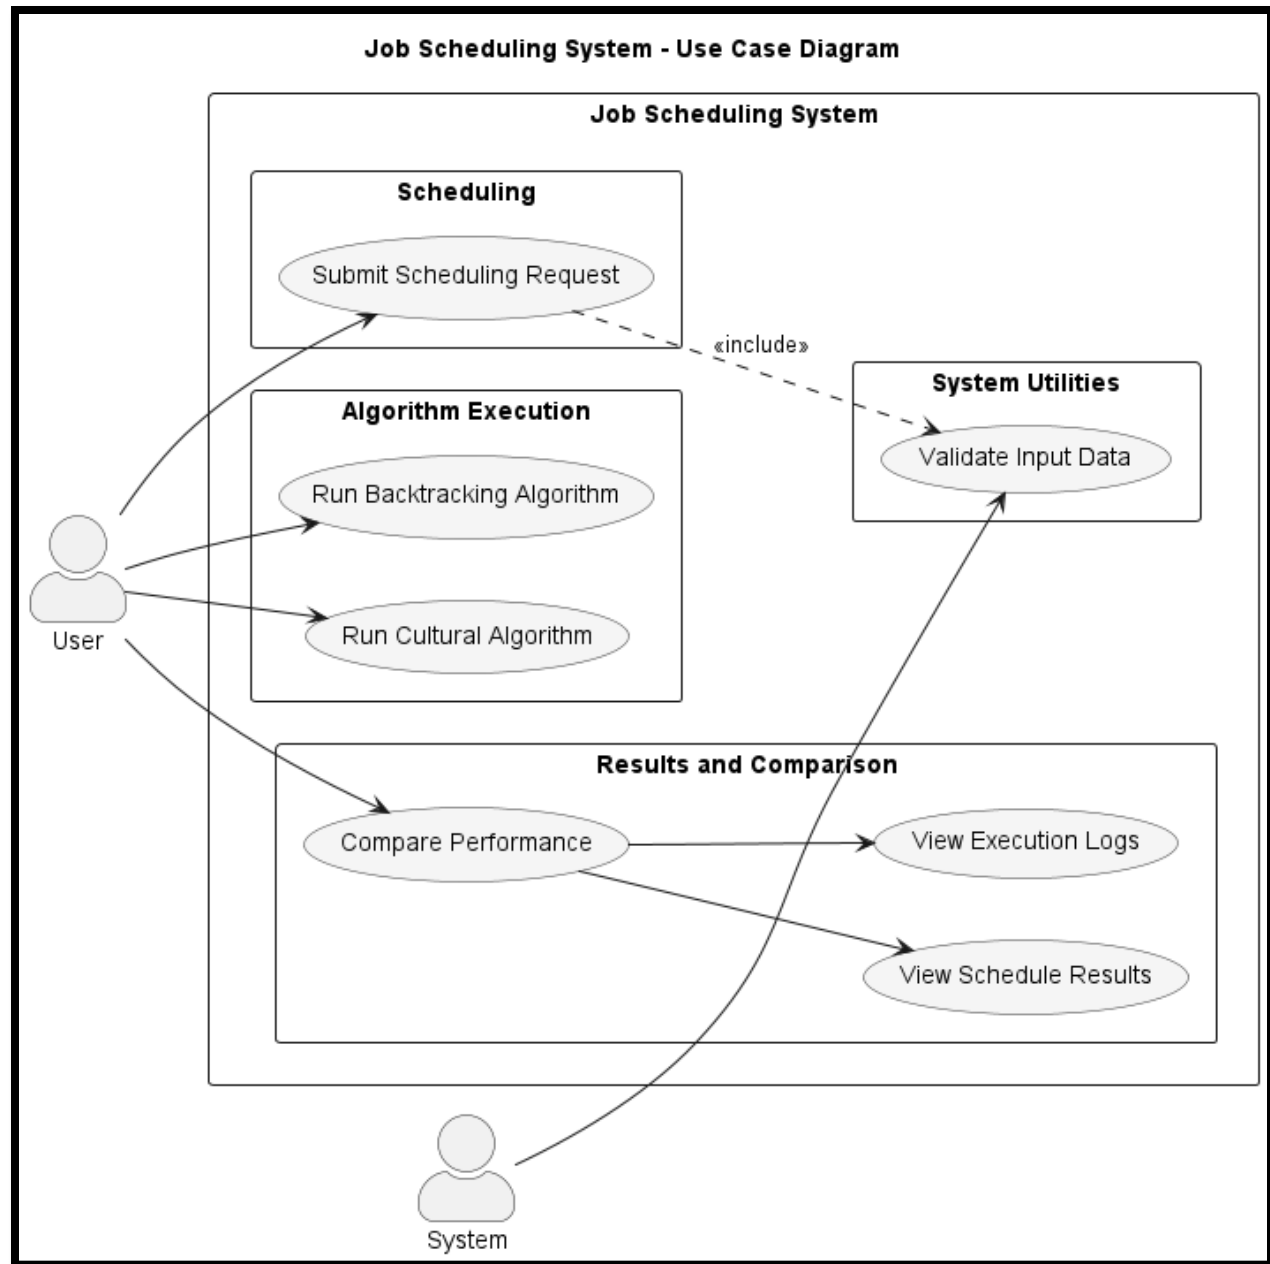 Job Scheduling System - Use Case Diagram
Job Scheduling System
Scheduling
Submit Scheduling Request
«include»
System Utilities
Validate Input Data
Algorithm Execution
Run Backtracking Algorithm
Run Cultural Algorithm
User
Results and Comparison
Compare Performance
View Execution Logs
View Schedule Results
System